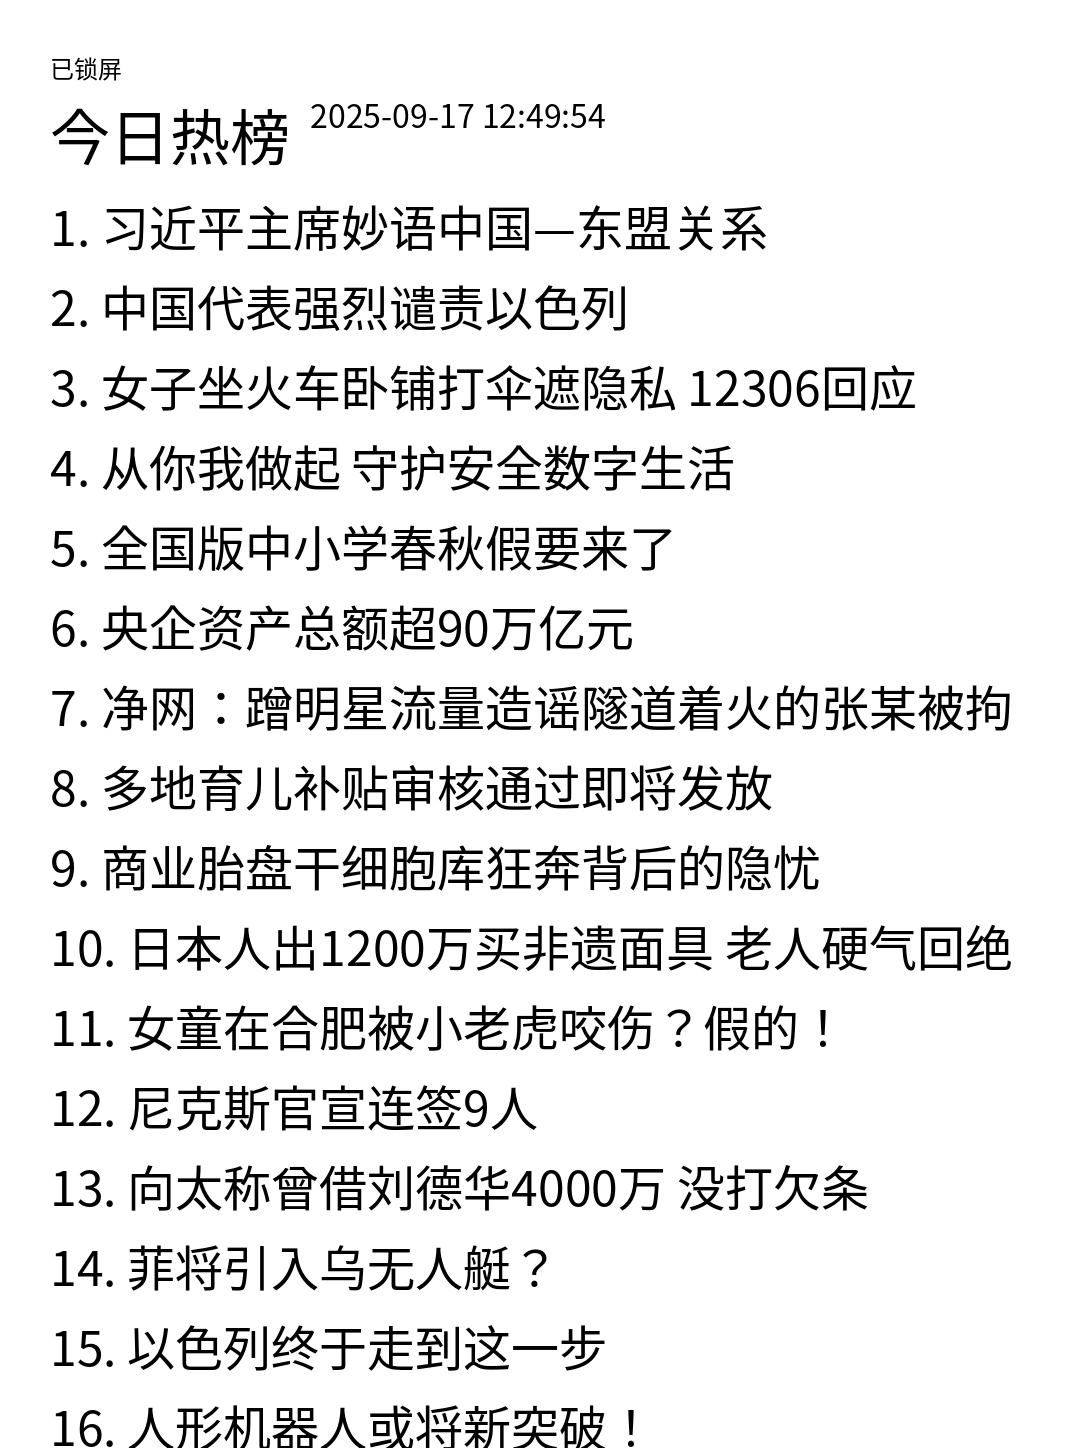 已锁屏
今日热榜 2025-09-17 12:49:54
1. 习近平主席妙语中国—东盟关系
2. 中国代表强烈谴责以色列
3. 女子坐火车卧铺打伞遮隐私 12306回应
4. 从你我做起 守护安全数字生活
5. 全国版中小学春秋假要来了
6. 央企资产总额超90万亿元
7. 净网：蹭明星流量造谣隧道着火的张某被拘
8. 多地育儿补贴审核通过即将发放
9. 商业胎盘干细胞库狂奔背后的隐忧
10. 日本人出1200万买非遗面具 老人硬气回绝
11. 女童在合肥被小老虎咬伤？假的！
12. 尼克斯官宣连签9人
13. 向太称曾借刘德华4000万 没打欠条
14. 菲将引入乌无人艇？
15. 以色列终于走到这一步
16. 人形机器人或将新突破！